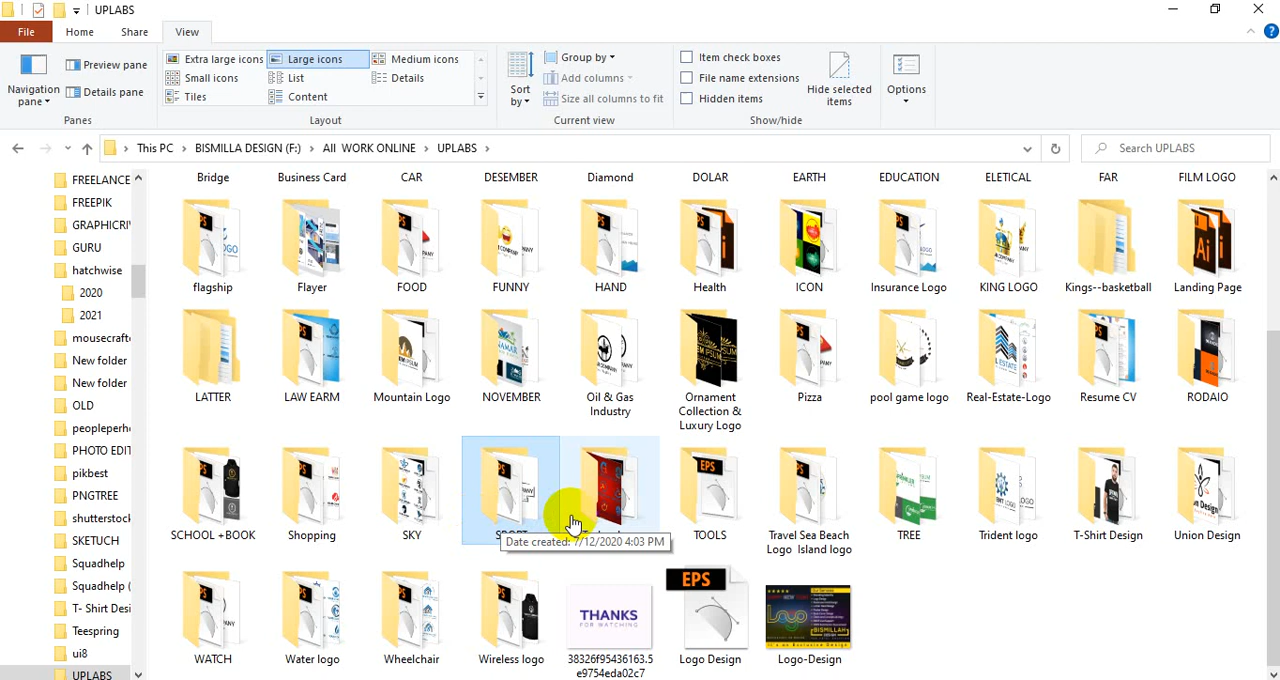 UPLABS
File
Home
Share
View
Navigation pane
Preview pane
Details pane
Panes
Extra large icons
Large icons
Medium icons
Small icons
List
Details
Tiles
Content
Layout
Sort by
Group by
Add columns
Size all columns to fit
Current view
Item check boxes
File name extensions
Hidden items
Hide selected items
Show/hide
Options
This PC
BISMILLA DESIGN (F:)
All WORK ONLINE
UPLABS
Search UPLABS
FREELANCE
FREEPIK
GRAPHICRIV
GURU
hatchwise
2020
2021
mousecraft
New folder
New folder
OLD
peopleperh
PHOTO EDIT
pikbest
PNGTREE
shutterstock
SKETUCH
Squadhelp
Squadhelp (
T- Shirt Des
Teespring
ui8
UPLABS
Bridge
Business Card
CAR
DESEMBER
Diamond
DOLAR
EARTH
EDUCATION
ELETICAL
FAR
FILM LOGO
flagship
Flayer
FOOD
FUNNY
HAND
Health
ICON
Insurance Logo
KING LOGO
Kings--basketball
Landing Page
LATTER
LAW EARM
Mountain Logo
NOVEMBER
Oil & Gas
Industry
Ornament
Collection &
Luxury Logo
Pizza
pool game logo
Real-Estate-Logo
Resume CV
RODAIO
SCHOOL +BOOK
Shopping
SKY
Date created: 7/12/2020 4:03 PM
TOOLS
Travel Sea Beach
Logo Island logo
TREE
Trident logo
T-Shirt Design
Union Design
WATCH
Water logo
Wheelchair
Wireless logo
THANKS
FOR WATCHING
38326f95436163.5
e9754eda02c7
EPS
Logo Design
Logo-Design